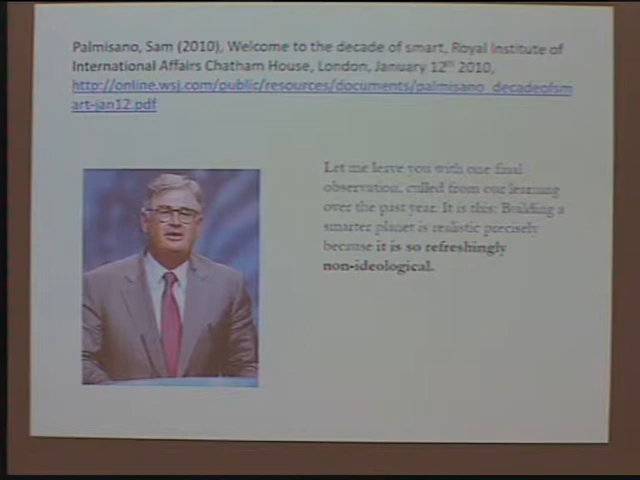 Palmisano, Sam (2010), Welcome to the decade of smart, Royal Institute of
International Affairs Chatham House, London, January 12th 2010,
http://online.wsj.com/public/resources/documents/palmisano_decadeofsm
art-jan12.pdf
Let me leave you with one final
observation, culled from our learning
over the past year. It is this: Building a
smarter planet is realistic precisely
because it is so refreshingly
non-ideological.